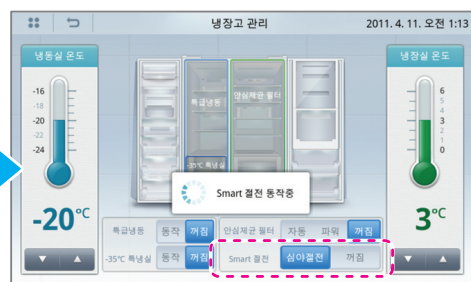 냉장고 관리
2011. 4. 11. 오전 1:13
냉동실 온도
-16
-18
-20
-22
-24
-20℃
특급냉동
안심제균 필터
-35℃ 특냉실
Smart 절전 동작중
냉장실 온도
6
5
4
3
2
1
0
3℃
특급냉동 동작 꺼짐
안심제균 필터 자동 파워 꺼짐
-35℃ 특냉실 동작 꺼짐
Smart 절전 심야절전 꺼짐